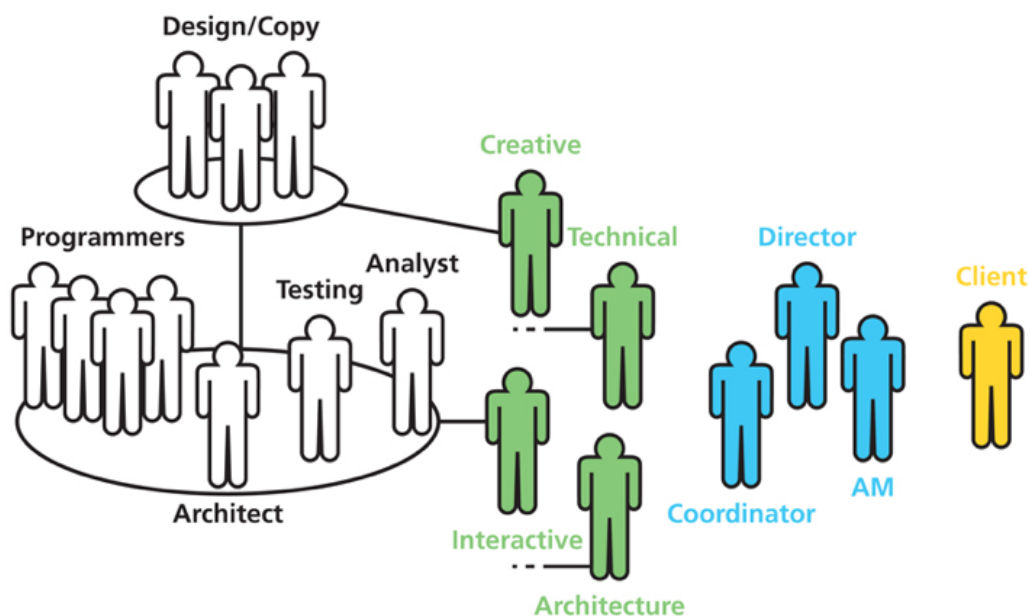 Design/Copy
Creative
Programmers
Technical
Director
Analyst
Client
Testing
AM
Architect
Coordinator
Interactive
Architecture